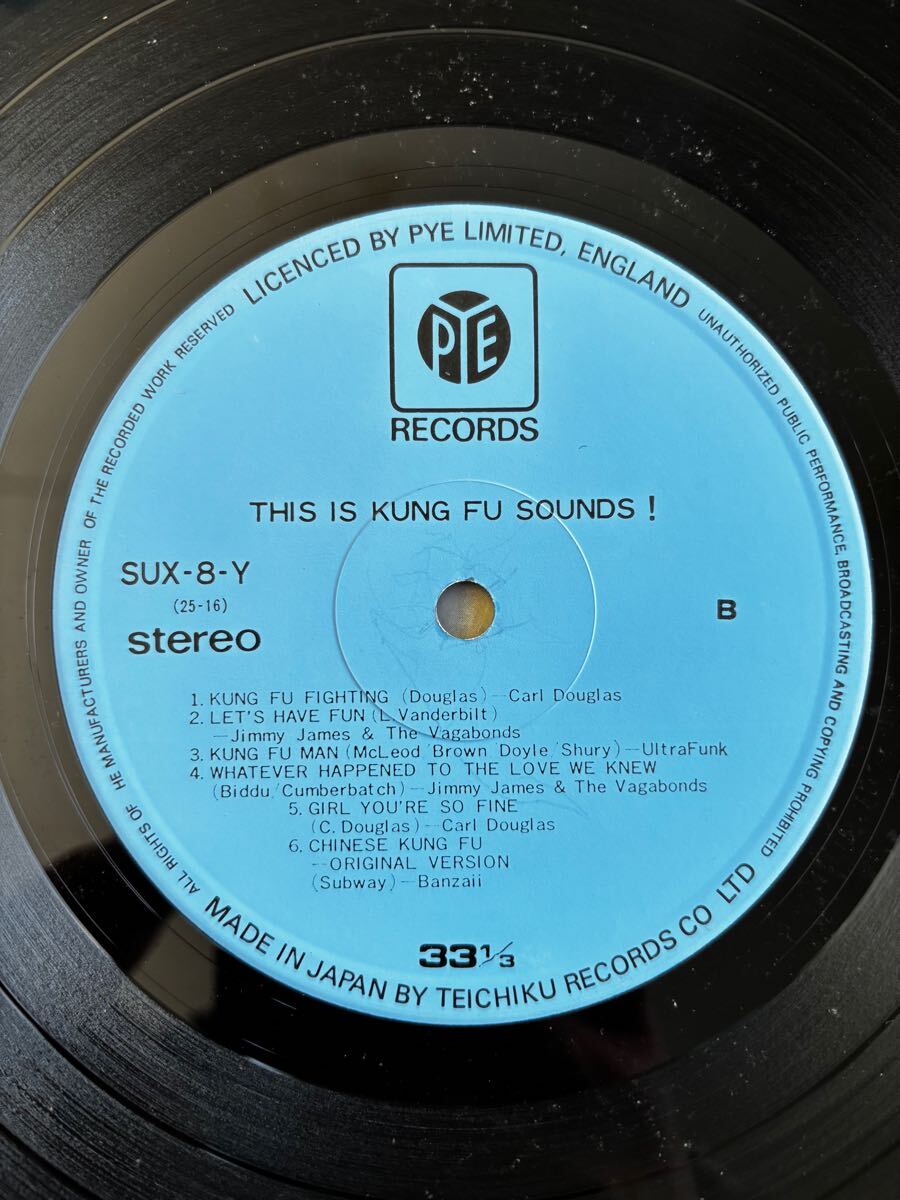 LICENCED BY PYE LIMITED, ENGLAND
UNAUTHORIZED PUBLIC PERFORMANCE, BROADCASTING AND COPYING PROHIBITED
ALL RIGHTS OF HE MANUFACTURERS AND OWNER OF THE RECORDED WORK RESERVED
PYE
RECORDS
THIS IS KUNG FU SOUNDS !
SUX-8-Y
(25-16)
stereo
B
1. KUNG FU FIGHTING (Douglas)—Carl Douglas
2. LET'S HAVE FUN (L.Vanderbilt)
—Jimmy James & The Vagabonds
3. KUNG FU MAN (McLeod/Brown/Doyle/Shury)—UltraFunk
4. WHATEVER HAPPENED TO THE LOVE WE KNEW
(Biddu/Cumberbatch)—Jimmy James & The Vagabonds
5. GIRL YOU'RE SO FINE
(C. Douglas)—Carl Douglas
6. CHINESE KUNG FU
—ORIGINAL VERSION
(Subway)—Banzaii
33 1/3
MADE IN JAPAN BY TEICHIKU RECORDS CO LTD